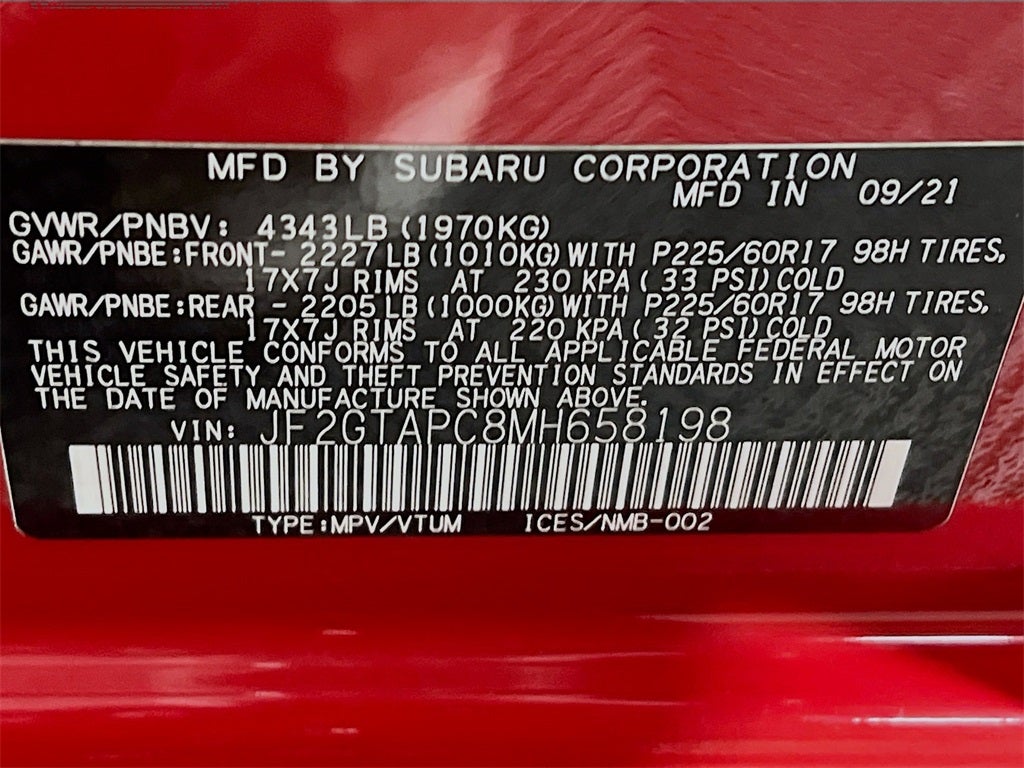 MFD BY SUBARU CORPORATION
MFD IN 09/21
GVWR/PNBV: 4343LB (1970KG)
GAWR/PNBE:FRONT- 2227LB (1010KG) WITH P225/60R17 98H TIRES,
17X7J RIMS AT 230 KPA ( 33 PSI) COLD
GAWR/PNBE:REAR - 2205LB (1000KG) WITH P225/60R17 98H TIRES,
17X7J RIMS AT 220 KPA ( 32 PSI) COLD
THIS VEHICLE CONFORMS TO ALL APPLICABLE FEDERAL MOTOR
VEHICLE SAFETY AND THEFT PREVENTION STANDARDS IN EFFECT ON
THE DATE OF MANUFACTURE SHOWN ABOVE.
VIN: JF2GTAPC8MH658198
TYPE:MPV/VTUM ICES/NMB-002